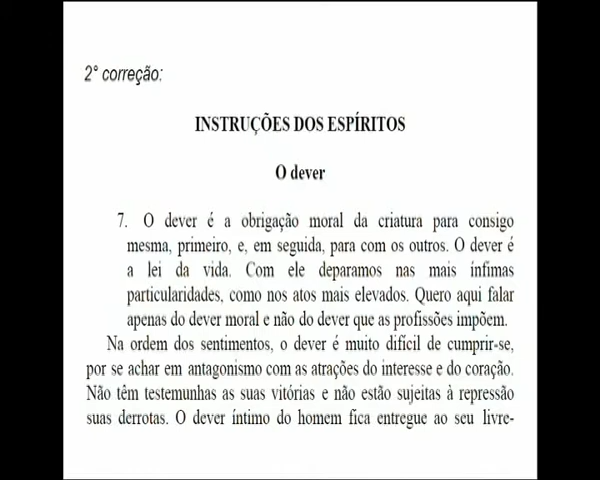 2° correção:
INSTRUÇÕES DOS ESPÍRITOS
O dever
7. O dever é a obrigação moral da criatura para consigo
mesma, primeiro, e, em seguida, para com os outros. O dever é
a lei da vida. Com ele deparamos nas mais ínfimas
particularidades, como nos atos mais elevados. Quero aqui falar
apenas do dever moral e não do dever que as profissões impõem.
Na ordem dos sentimentos, o dever é muito difícil de cumprir-se,
por se achar em antagonismo com as atrações do interesse e do coração.
Não têm testemunhas as suas vitórias e não estão sujeitas à repressão
suas derrotas. O dever íntimo do homem fica entregue ao seu livre-